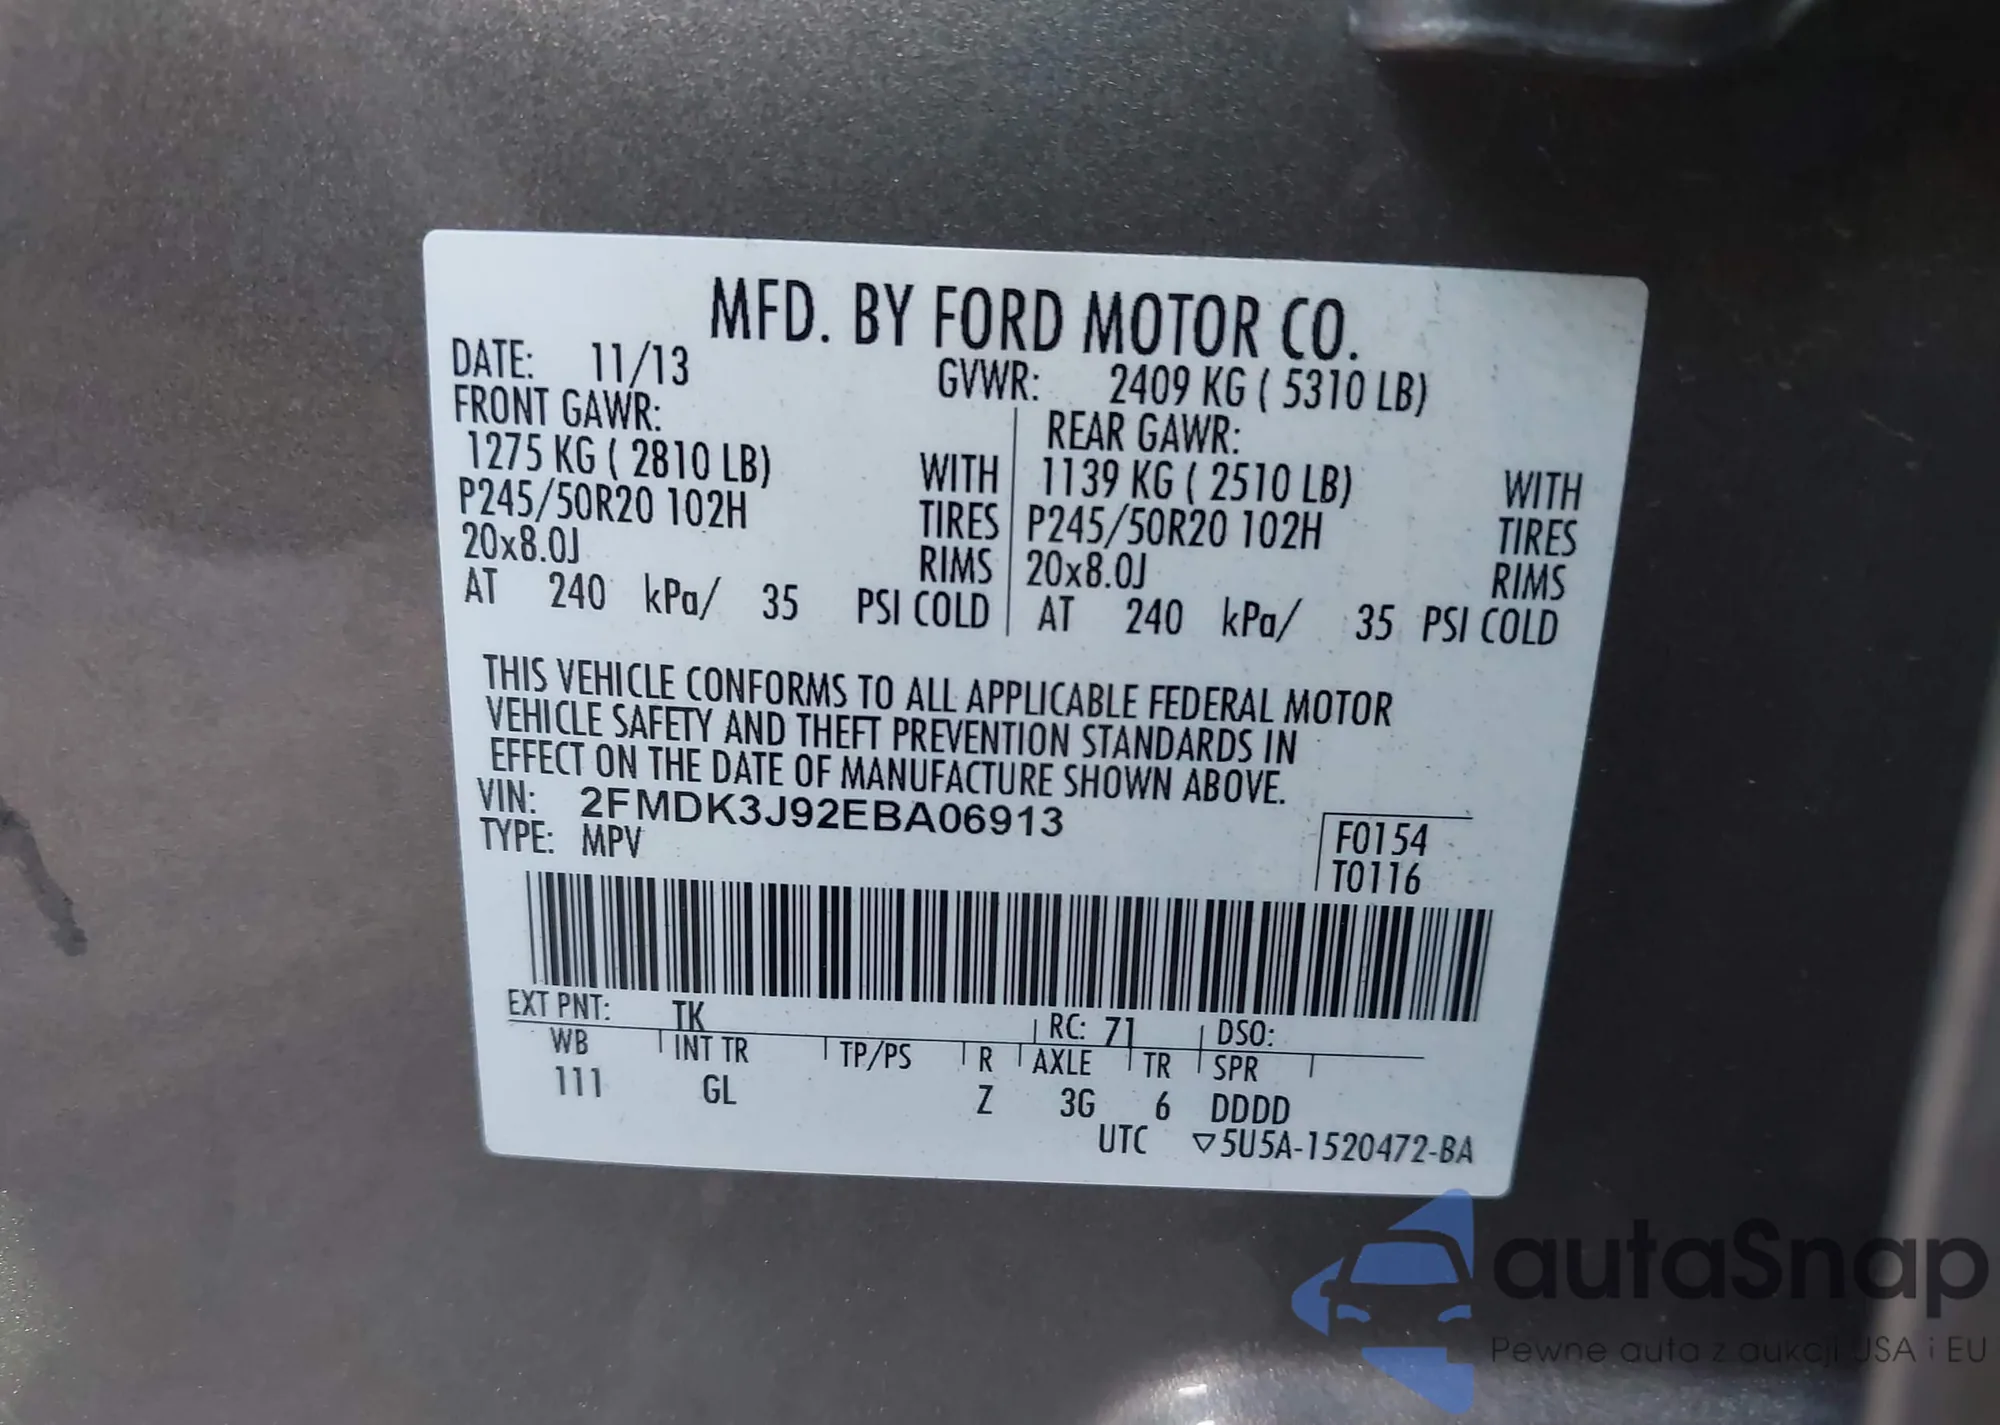 MFD. BY FORD MOTOR CO.
DATE: 11/13 GVWR: 2409 KG ( 5310 LB)
FRONT GAWR: REAR GAWR:
1275 KG ( 2810 LB) WITH 1139 KG ( 2510 LB) WITH
P245/50R20 102H TIRES P245/50R20 102H TIRES
20x8.0J RIMS 20x8.0J RIMS
AT 240 kPa/ 35 PSI COLD AT 240 kPa/ 35 PSI COLD
THIS VEHICLE CONFORMS TO ALL APPLICABLE FEDERAL MOTOR
VEHICLE SAFETY AND THEFT PREVENTION STANDARDS IN
EFFECT ON THE DATE OF MANUFACTURE SHOWN ABOVE.
VIN: 2FMDK3J92EBA06913 F0154
TYPE: MPV T0116
EXT PNT: TK RC: 71 DSO:
WB INT TR TP/PS R AXLE TR SPR
111 GL Z 3G 6 DDDD
UTC ▽5U5A-1520472-BA
autaSnap
Pewne auta z aukcji USA i EU